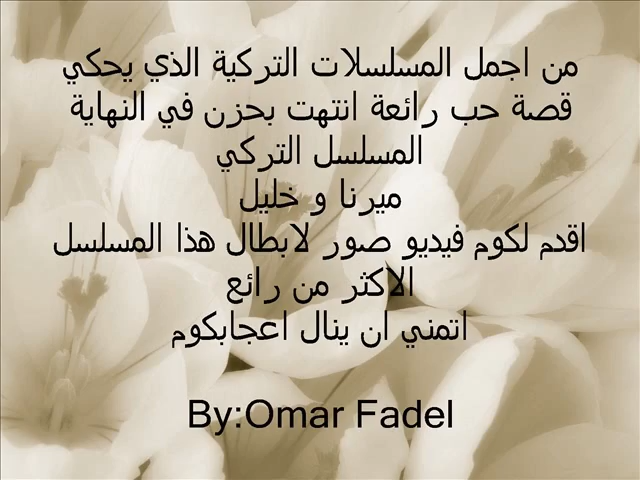 من اجمل المسلسلات التركية الذي يحكي
قصة حب رائعة انتهت بحزن في النهاية
المسلسل التركي
ميرنا و خليل
اقدم لكوم فيديو صور لابطال هذا المسلسل
الاكثر من رائع
اتمني ان ينال اعجابكوم
By:Omar Fadel